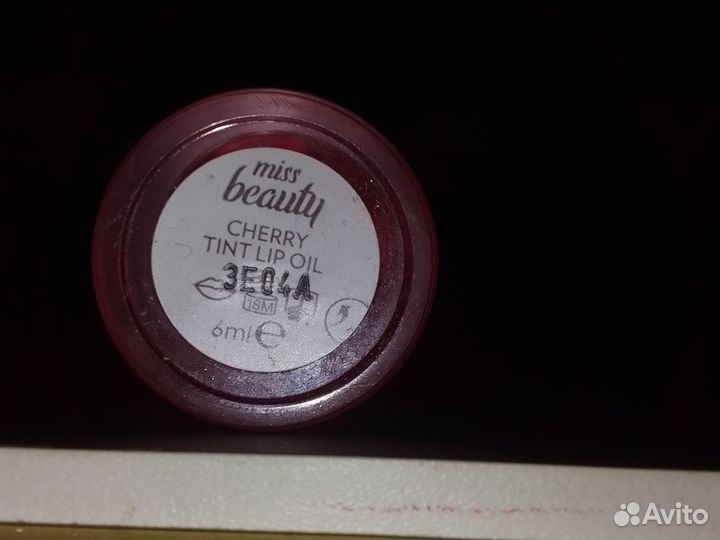 miss
beauty
CHERRY
TINT LIP OIL
3E04A
18M
6ml e
Avito